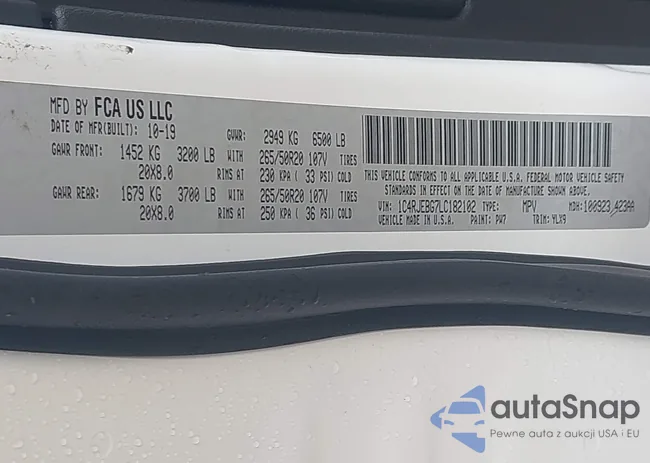 MFD BY FCA US LLC
DATE OF MFR(BUILT): 10-19 GVWR: 2949 KG 6500 LB
GAWR FRONT: 1452 KG 3200 LB WITH 265/50R20 107V TIRES
20X8.0 RIMS AT 230 KPA ( 33 PSI) COLD
GAWR REAR: 1679 KG 3700 LB WITH 265/50R20 107V TIRES
20X8.0 RIMS AT 250 KPA ( 36 PSI) COLD
THIS VEHICLE CONFORMS TO ALL APPLICABLE U.S.A. FEDERAL MOTOR VEHICLE SAFETY
STANDARDS IN EFFECT ON THE DATE OF MANUFACTURE SHOWN ABOVE.
VIN: 1C4RJEBG7LC182102 TYPE: MPV MDH: 100923 423AA
VEHICLE MADE IN U.S.A. PAINT: PW7 TRIM: YLX9
autaSnap
Pewne auta z aukcji USA i EU